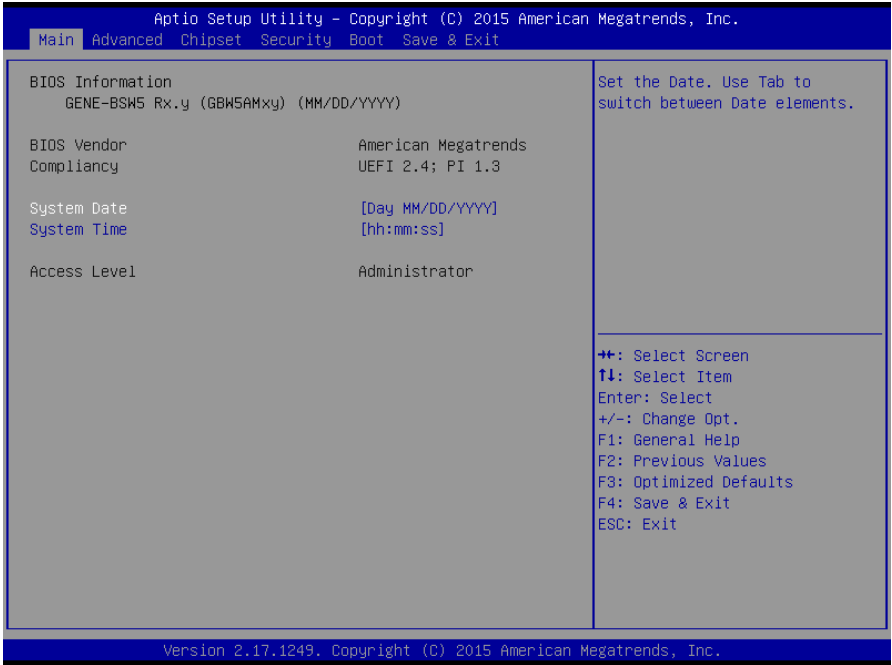 Aptio Setup Utility – Copyright (C) 2015 American Megatrends, Inc.
Main Advanced Chipset Security Boot Save & Exit
BIOS Information
GENE-BSW5 Rx.y (GBW5AMxy) (MM/DD/YYYY)
BIOS Vendor American Megatrends
Compliancy UEFI 2.4; PI 1.3
System Date [Day MM/DD/YYYY]
System Time [hh:mm:ss]
Access Level Administrator
Set the Date. Use Tab to
switch between Date elements.
→←: Select Screen
↑↓: Select Item
Enter: Select
+/-: Change Opt.
F1: General Help
F2: Previous Values
F3: Optimized Defaults
F4: Save & Exit
ESC: Exit
Version 2.17.1249. Copyright (C) 2015 American Megatrends, Inc.